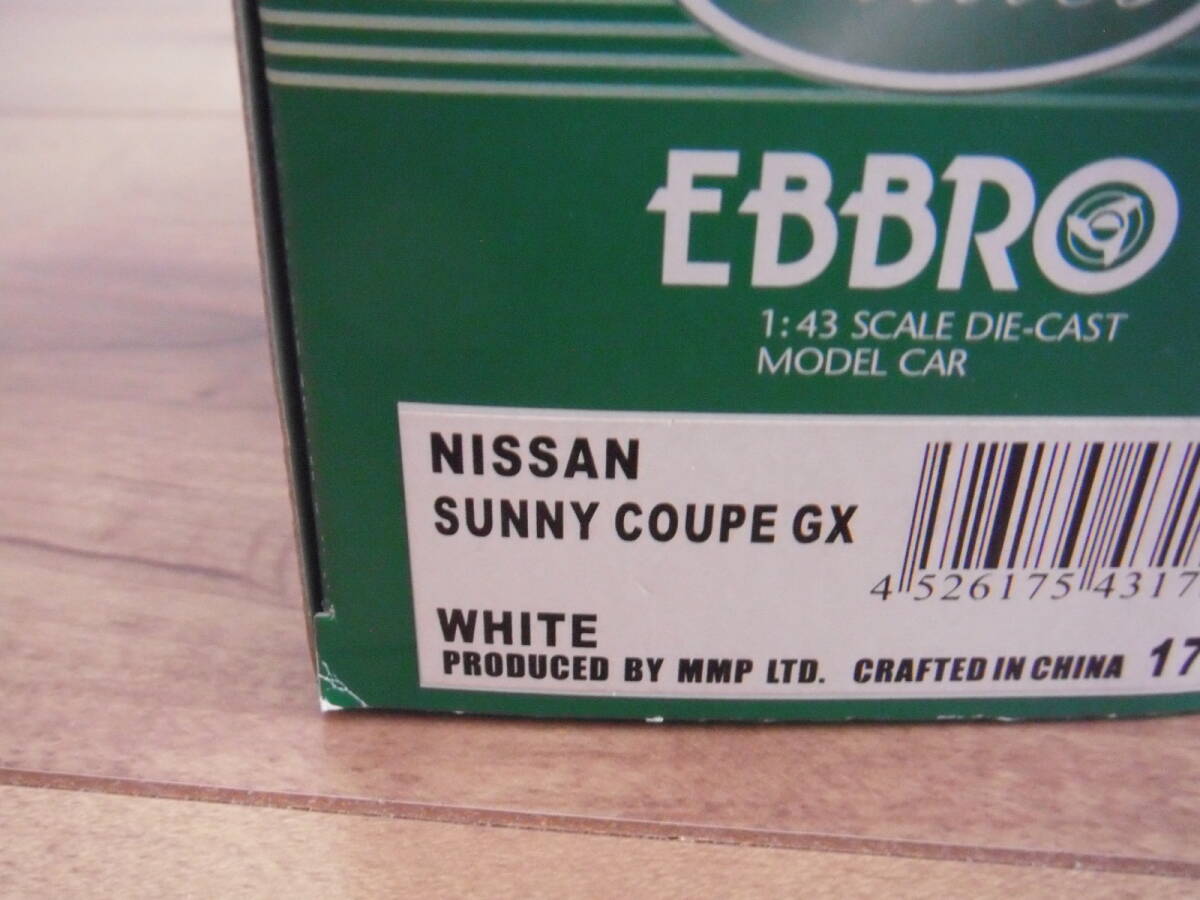 EBBRO
1:43 SCALE DIE-CAST
MODEL CAR
NISSAN
SUNNY COUPE GX
4 526175 4317
WHITE
PRODUCED BY MMP LTD. CRAFTED IN CHINA 17